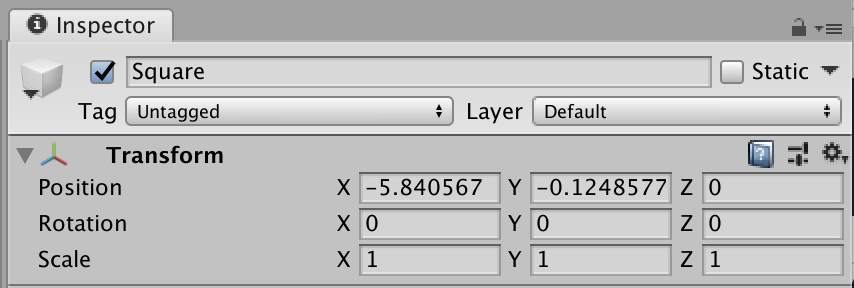 Inspector
Square Static
Tag Untagged Layer Default
Transform
Position X -5.840567 Y -0.1248577 Z 0
Rotation X 0 Y 0 Z 0
Scale X 1 Y 1 Z 1